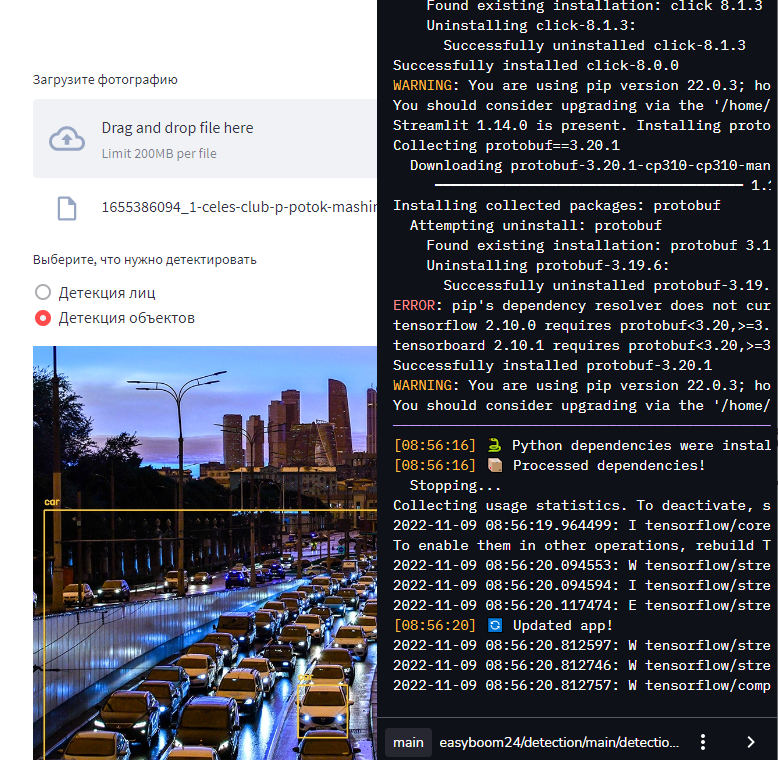 Загрузите фотографию
Drag and drop file here
Limit 200MB per file
1655386094_1-celes-club-p-potok-mashin
Выберите, что нужно детектировать
Детекция лиц
Детекция объектов
car
Found existing installation: click 8.1.3
Uninstalling click-8.1.3:
Successfully uninstalled click-8.1.3
Successfully installed click-8.0.0
WARNING: You are using pip version 22.0.3; ho
You should consider upgrading via the '/home/
Streamlit 1.14.0 is present. Installing proto
Collecting protobuf==3.20.1
Downloading protobuf-3.20.1-cp310-cp310-man
1.
Installing collected packages: protobuf
Attempting uninstall: protobuf
Found existing installation: protobuf 3.1
Uninstalling protobuf-3.19.6:
Successfully uninstalled protobuf-3.19.
ERROR: pip's dependency resolver does not cur
tensorflow 2.10.0 requires protobuf<3.20,>=3.
tensorboard 2.10.1 requires protobuf<3.20,>=3.
Successfully installed protobuf-3.20.1
WARNING: You are using pip version 22.0.3; ho
You should consider upgrading via the '/home/
[08:56:16] 🐍 Python dependencies were instal
[08:56:16] 📦 Processed dependencies!
Stopping...
Collecting usage statistics. To deactivate, s
2022-11-09 08:56:19.964499: I tensorflow/core
To enable them in other operations, rebuild T
2022-11-09 08:56:20.094553: W tensorflow/stre
2022-11-09 08:56:20.094594: I tensorflow/stre
2022-11-09 08:56:20.117474: E tensorflow/stre
[08:56:20] 🔄 Updated app!
2022-11-09 08:56:20.812597: W tensorflow/stre
2022-11-09 08:56:20.812746: W tensorflow/stre
2022-11-09 08:56:20.812757: W tensorflow/comp
main
easyboom24/detection/main/detectio...